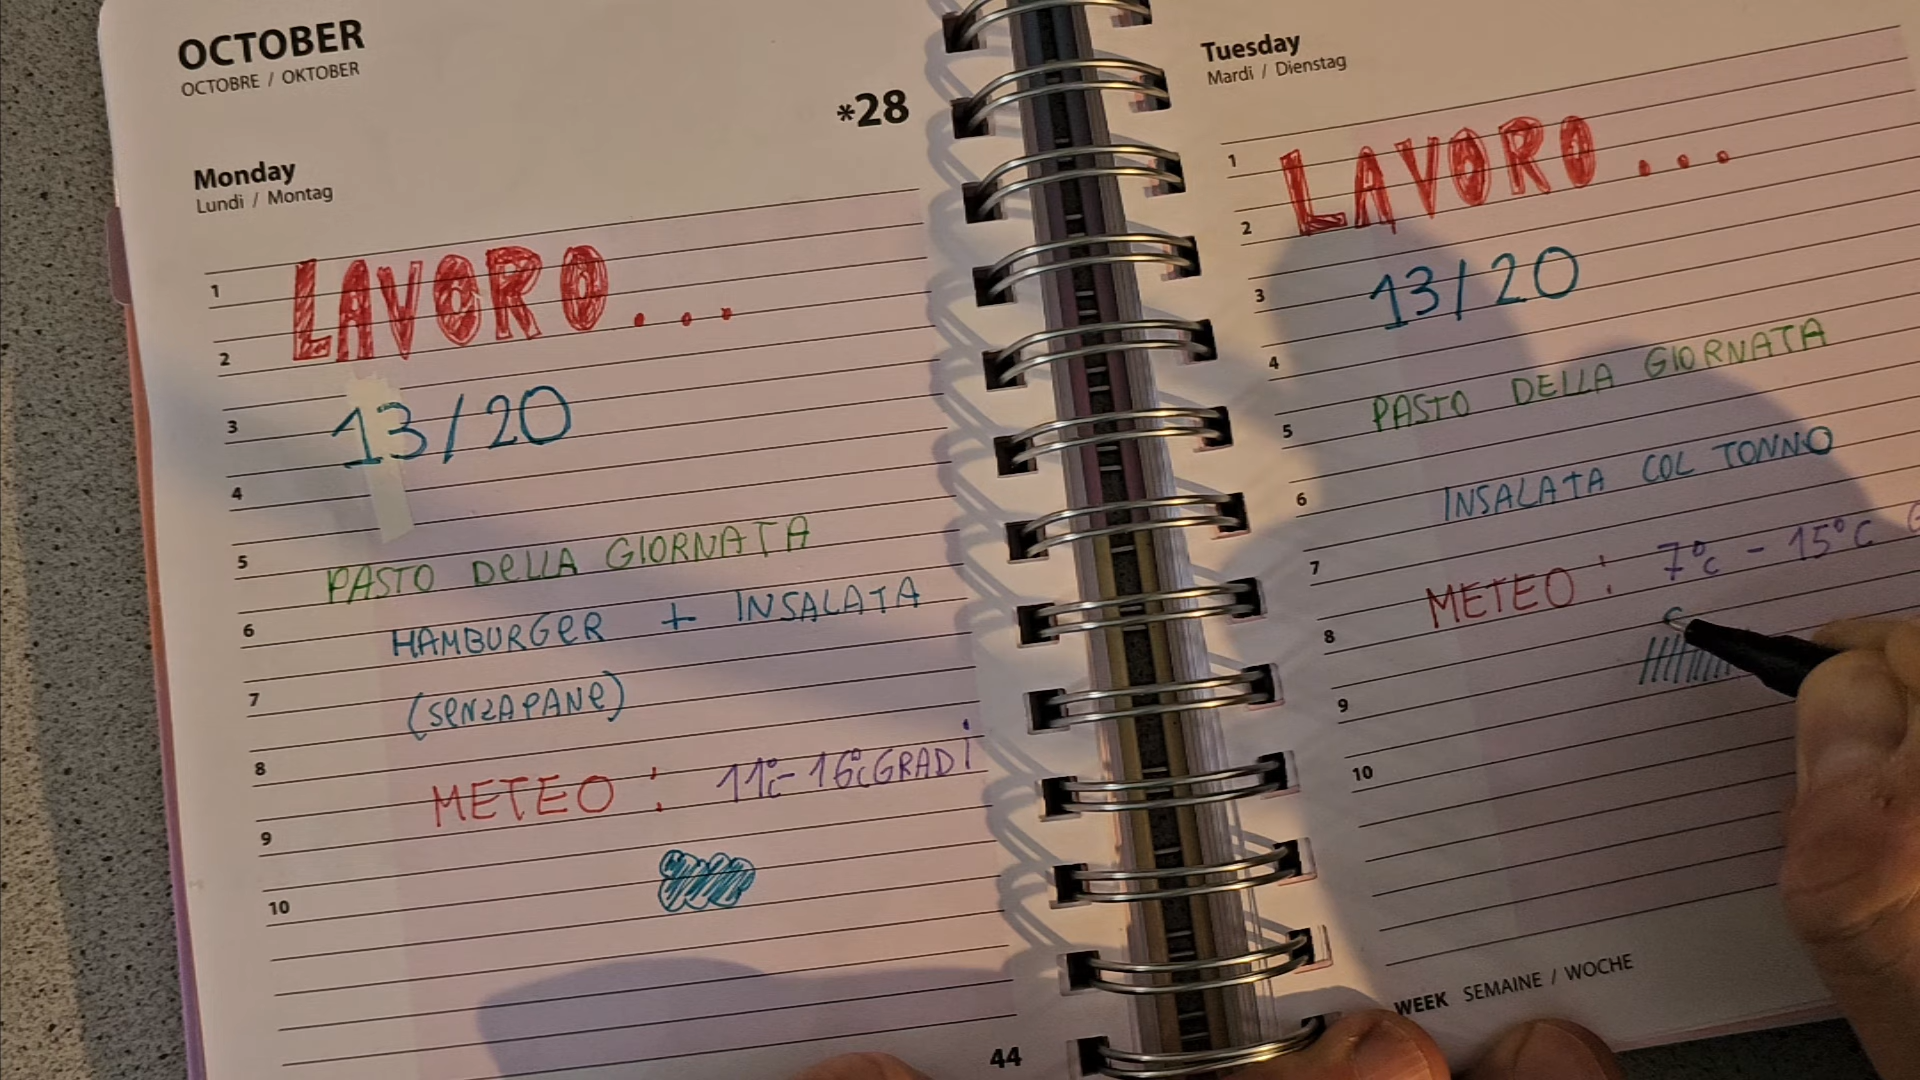 OCTOBER
OCTOBRE / OKTOBER
*28
Monday
Lundi / Montag
1
LAVORO...
2
3
13/20
4
5
PASTO DeLLA GIORNATA
6
HAMBURGeR + INSALATA
7
(SeNzAPANe)
8
METEO : 11°C- 16°C GRADi
9
10
44
Tuesday
Mardi / Dienstag
1
LAVORO...
2
3
13/20
4
PASTO DELLA GIORNATA
5
6
INSALATA COL TONNO
7
METEO : 7°C - 15°C G
8
9
10
WEEK SEMAINE / WOCHE